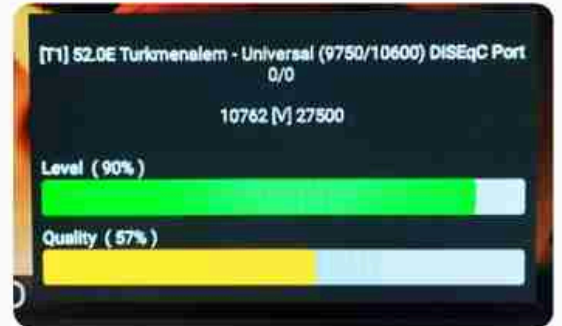 [T1] 52.0E Turkmenalem - Universal (9750/10600) DiSEqC Port
0/0
10762 [V] 27500
Level ( 90% )
Quality ( 57% )